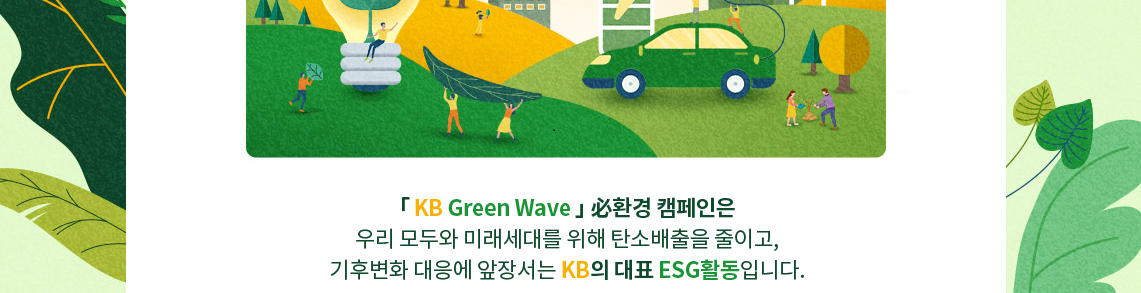 「 KB Green Wave 」 必환경 캠페인은
우리 모두와 미래세대를 위해 탄소배출을 줄이고,
기후변화 대응에 앞장서는 KB의 대표 ESG활동입니다.